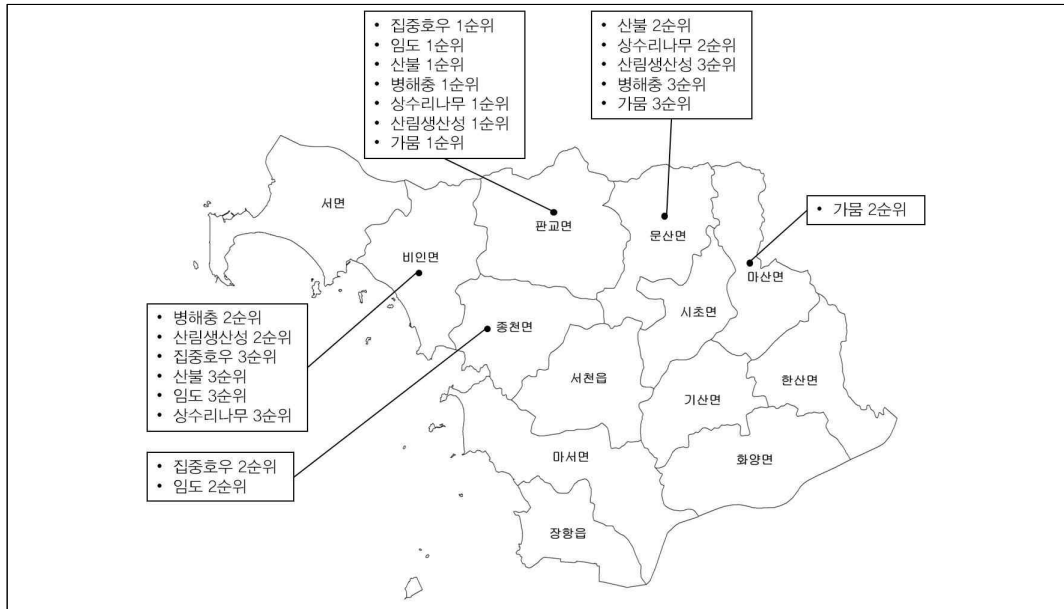 • 집중호우 1순위
• 임도 1순위
• 산불 1순위
• 병해충 1순위
• 상수리나무 1순위
• 산림생산성 1순위
• 가뭄 1순위
• 산불 2순위
• 상수리나무 2순위
• 산림생산성 3순위
• 병해충 3순위
• 가뭄 3순위
• 가뭄 2순위
서면
판교면
문산면
비인면
마산면
시초면
종천면
• 병해충 2순위
• 산림생산성 2순위
• 집중호우 3순위
• 산불 3순위
• 임도 3순위
• 상수리나무 3순위
서천읍
한산면
기산면
마서면
화양면
• 집중호우 2순위
• 임도 2순위
장항읍